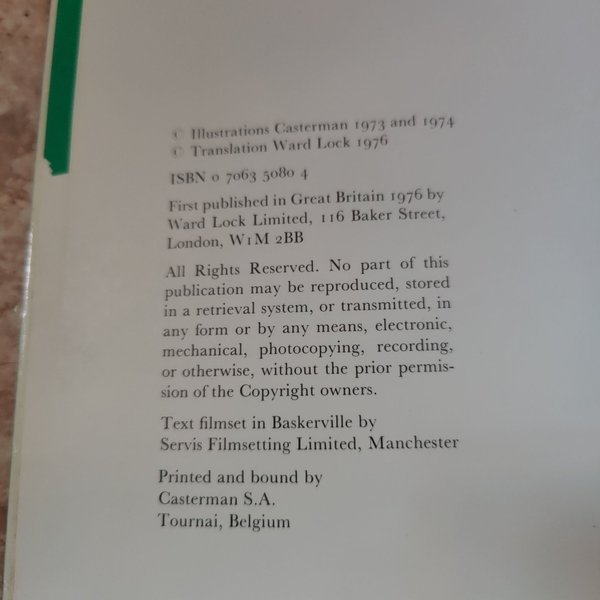 © Illustrations Casterman 1973 and 1974
© Translation Ward Lock 1976
ISBN 0 7063 5080 4
First published in Great Britain 1976 by
Ward Lock Limited, 116 Baker Street,
London, W1M 2BB
All Rights Reserved. No part of this
publication may be reproduced, stored
in a retrieval system, or transmitted, in
any form or by any means, electronic,
mechanical, photocopying, recording,
or otherwise, without the prior permis-
sion of the Copyright owners.
Text filmset in Baskerville by
Servis Filmsetting Limited, Manchester
Printed and bound by
Casterman S.A.
Tournai, Belgium